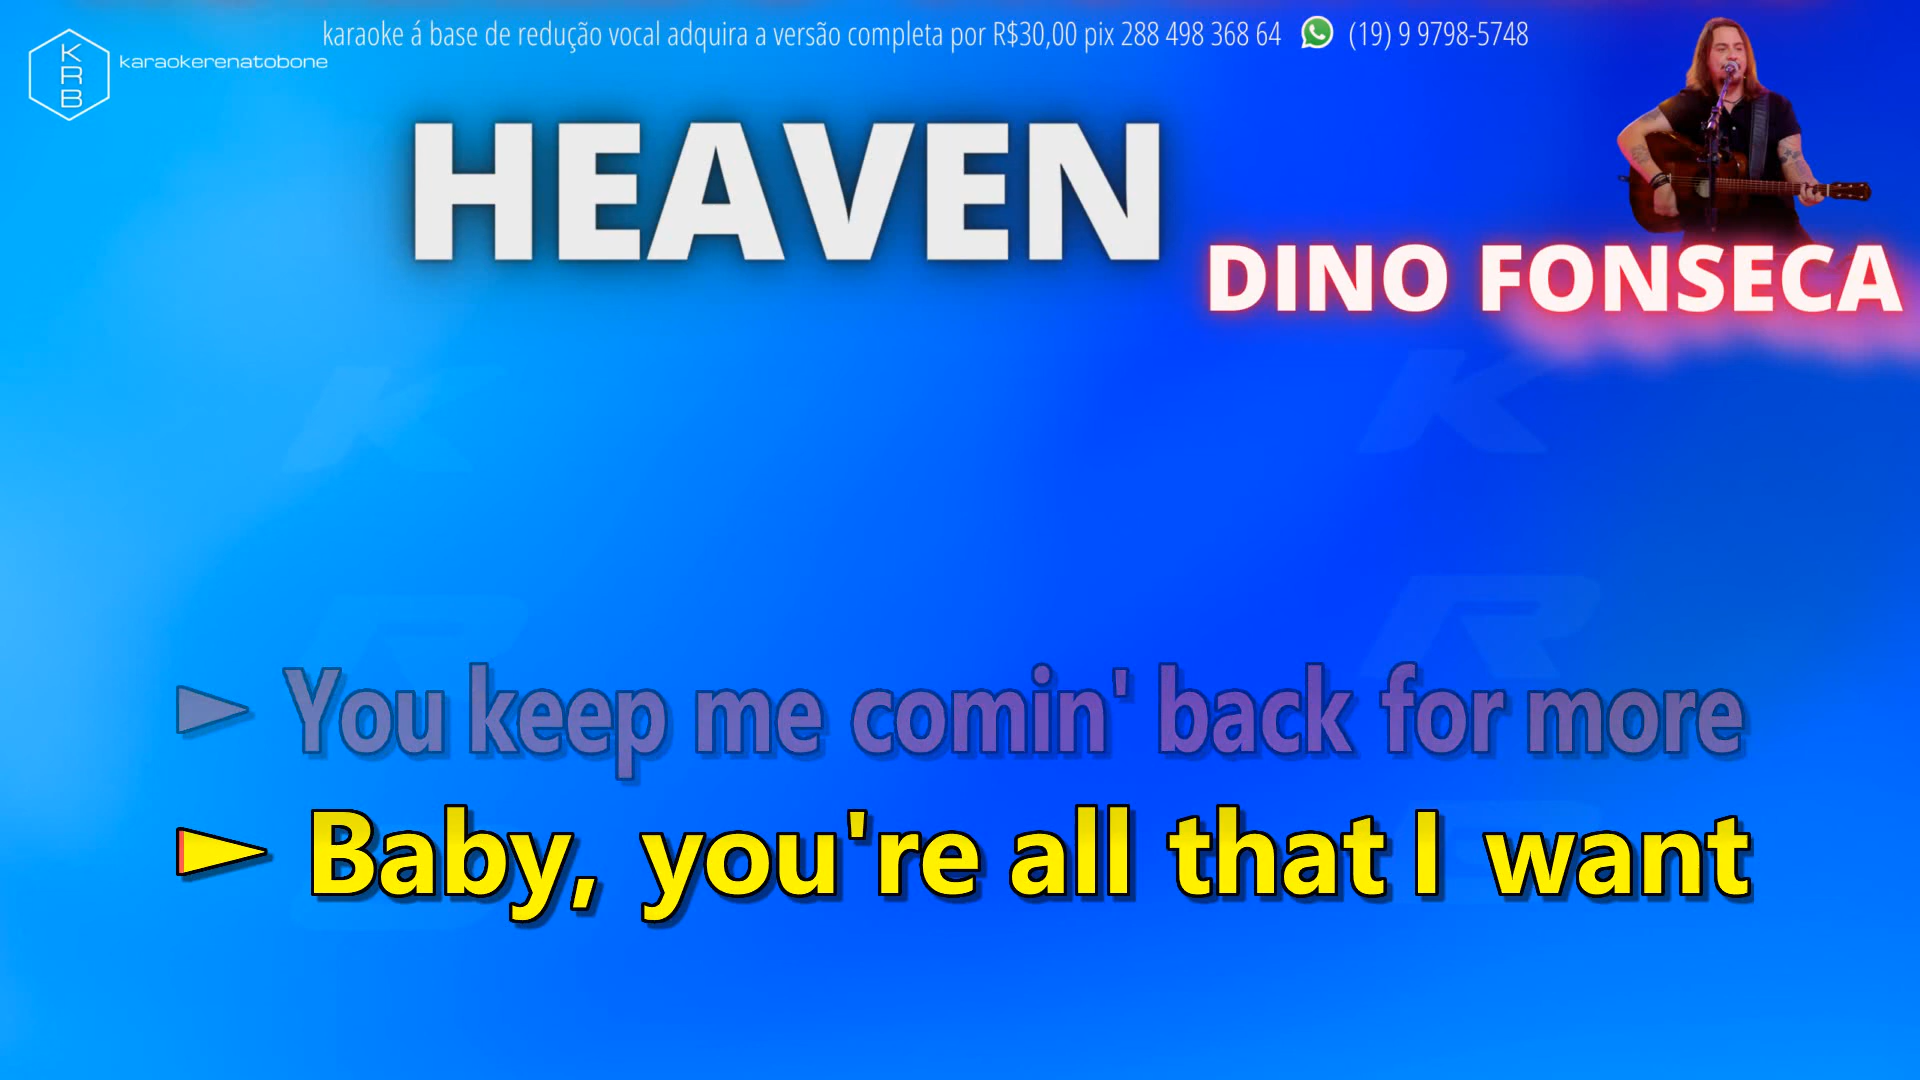 karaoke á base de redução vocal adquira a versão completa por R$30,00 pix 288 498 368 64 (19) 9 9798-5748
KRB
karaokerenatobone
HEAVEN
DINO FONSECA
K
K
R
R
You keep me comin' back for more
Baby, you're all that I want